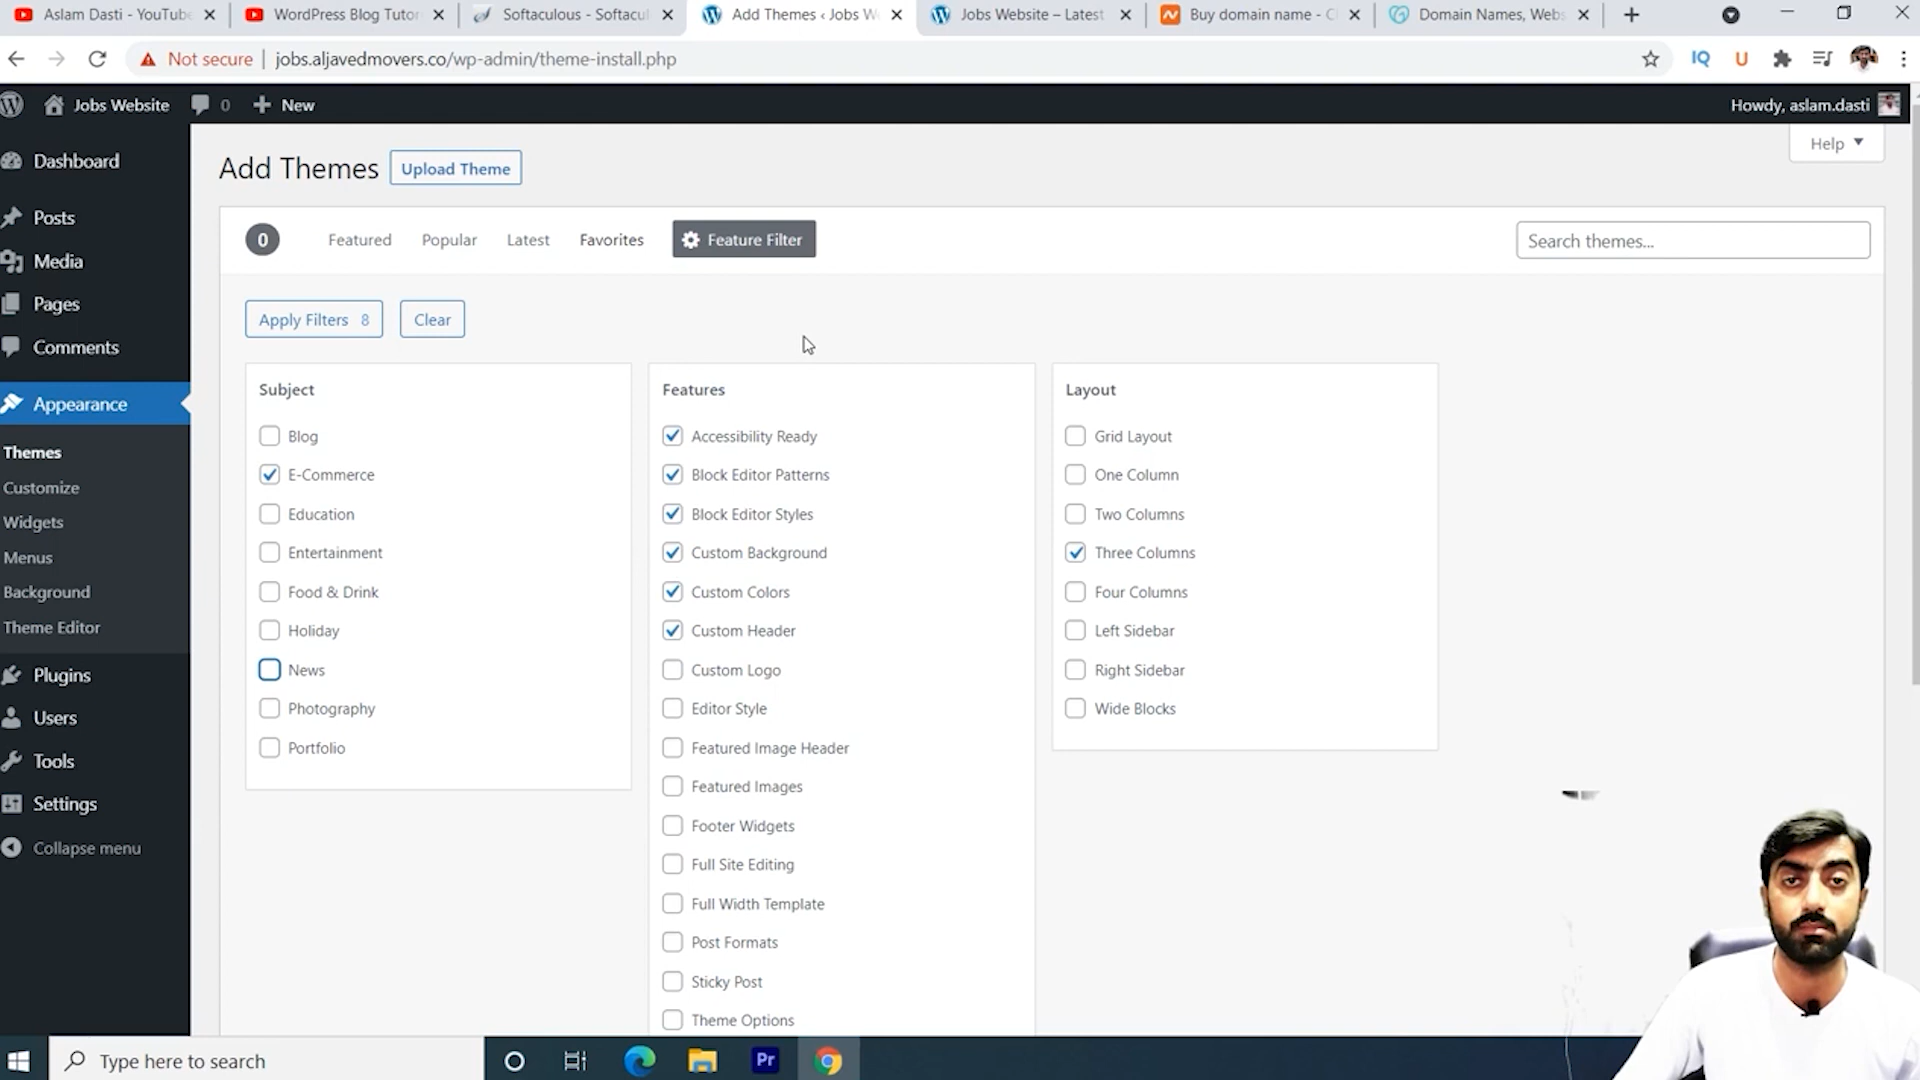 Aslam Dasti - YouTube
WordPress Blog Tutor
Softaculous - Softacul
Add Themes ‹ Jobs W
Jobs Website – Latest
Buy domain name - C
Domain Names, Webs
Not secure
jobs.aljavedmovers.co/wp-admin/theme-install.php
IQ
U
Jobs Website
0
+ New
Howdy, aslam.dasti
Help
Dashboard
Posts
Media
Pages
Comments
Appearance
Themes
Customize
Widgets
Menus
Background
Theme Editor
Plugins
Users
Tools
Settings
Collapse menu
Add Themes
Upload Theme
0
Featured
Popular
Latest
Favorites
Feature Filter
Search themes...
Apply Filters 8
Clear
Subject
Blog
E-Commerce
Education
Entertainment
Food & Drink
Holiday
News
Photography
Portfolio
Features
Accessibility Ready
Block Editor Patterns
Block Editor Styles
Custom Background
Custom Colors
Custom Header
Custom Logo
Editor Style
Featured Image Header
Featured Images
Footer Widgets
Full Site Editing
Full Width Template
Post Formats
Sticky Post
Theme Options
Layout
Grid Layout
One Column
Two Columns
Three Columns
Four Columns
Left Sidebar
Right Sidebar
Wide Blocks
Type here to search
Pr